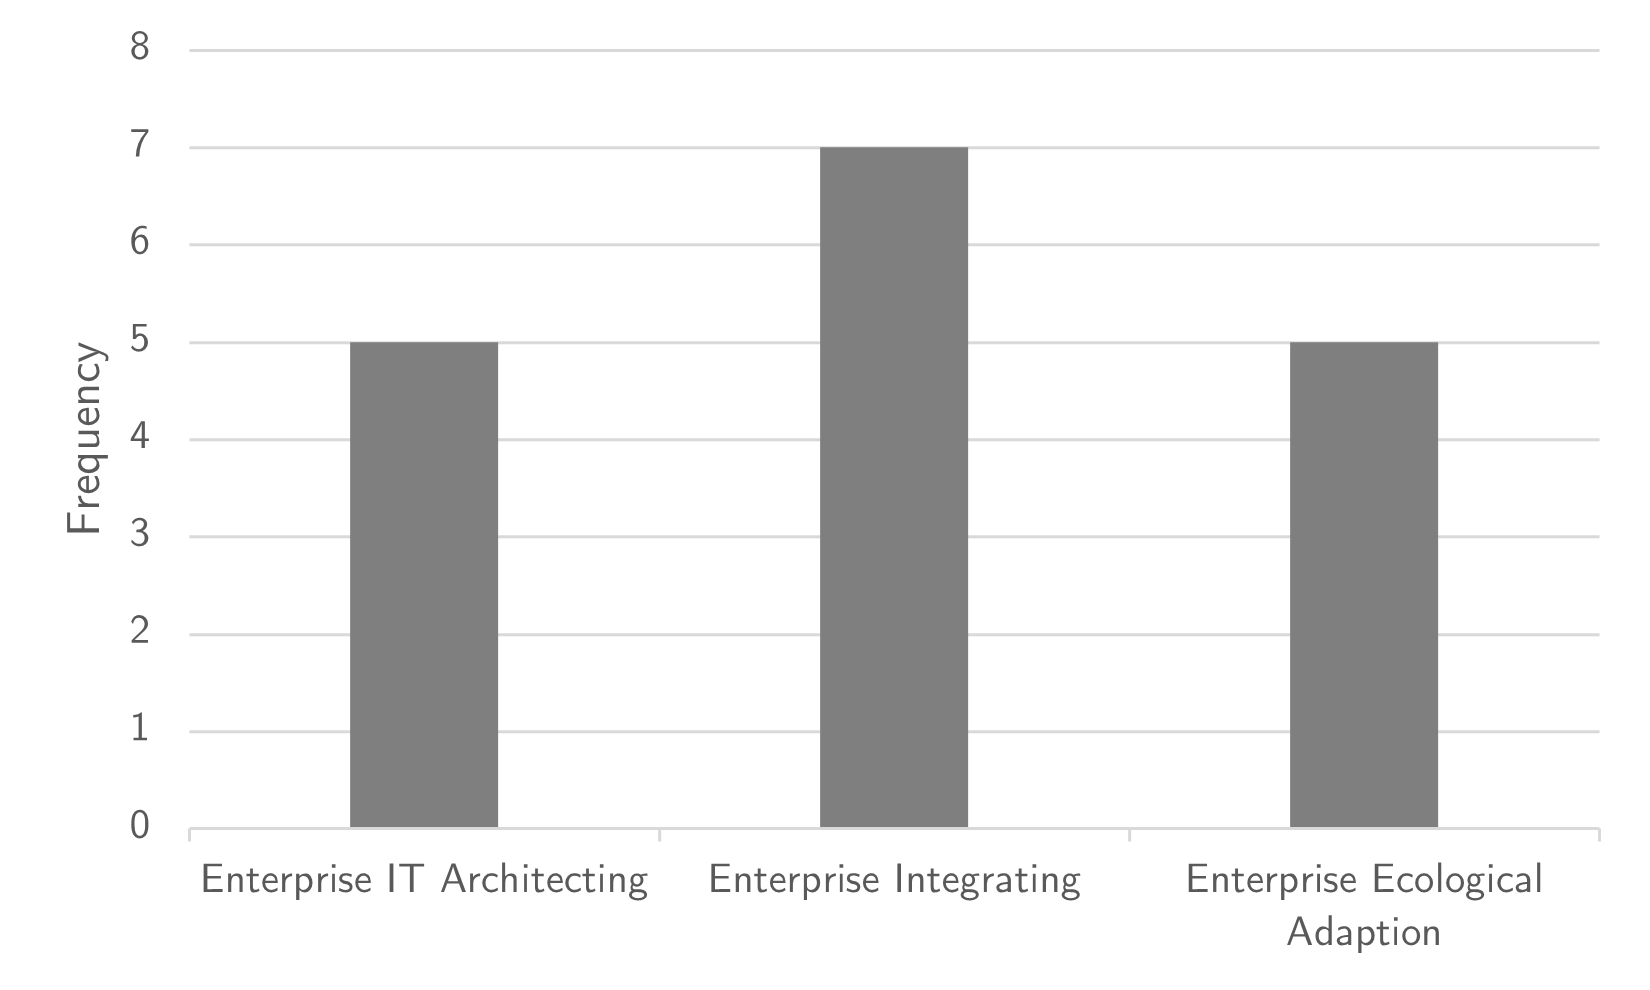 8
7
6
5
4
3
2
1
0
Frequency
Enterprise IT Architecting
Enterprise Integrating
Enterprise Ecological
Adaption